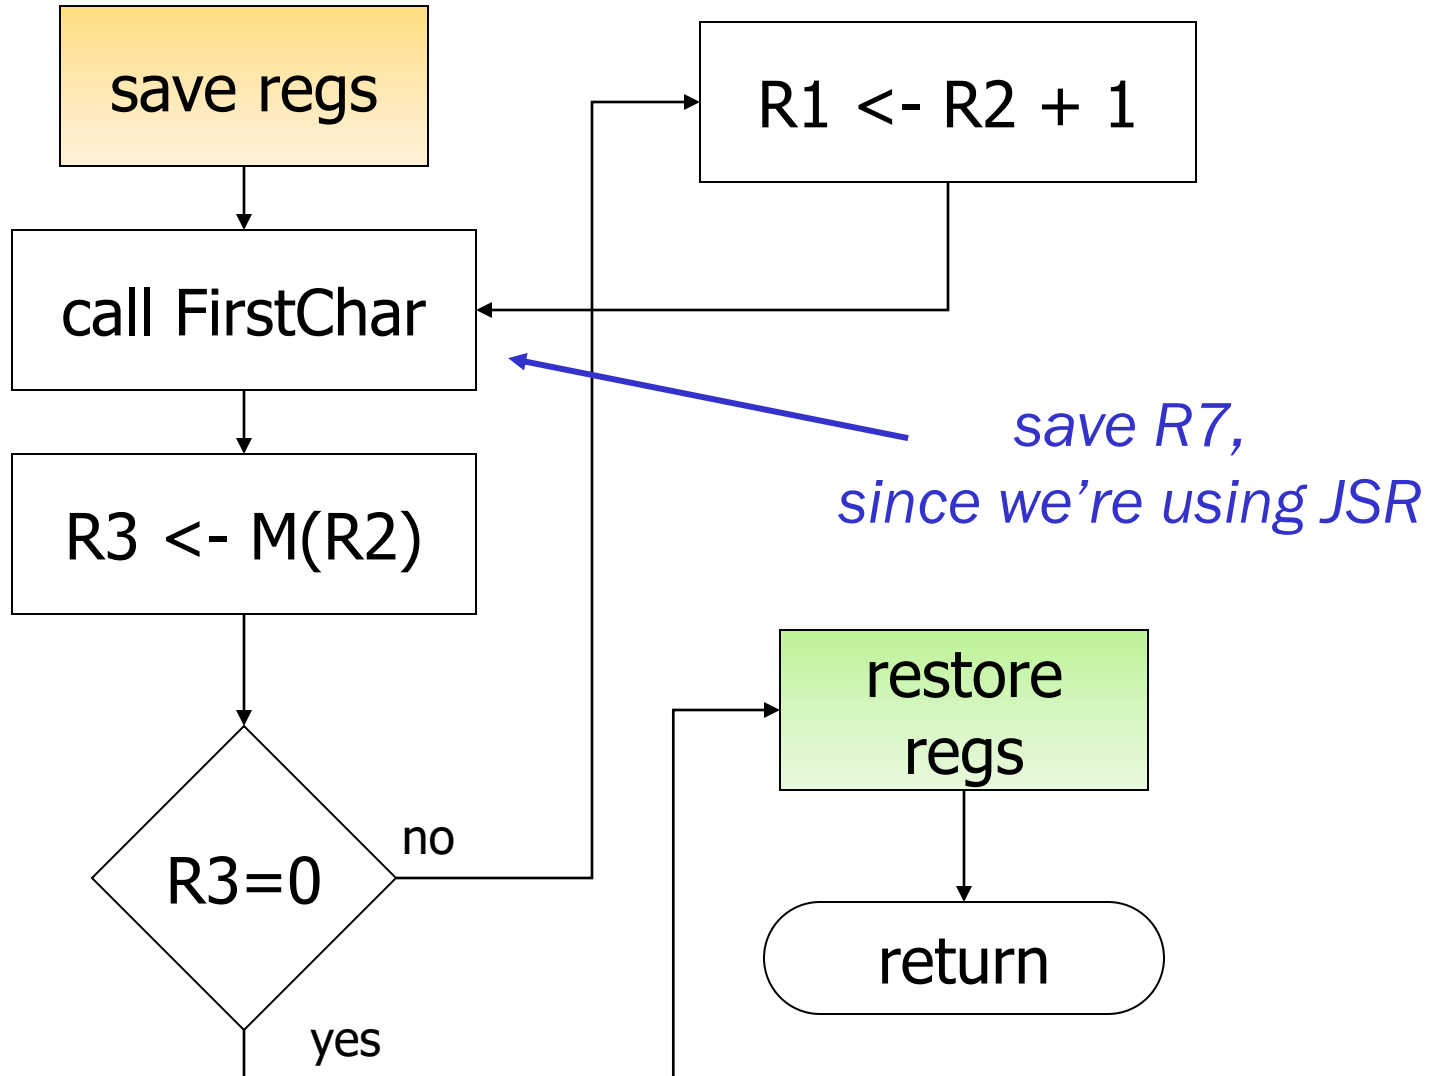 save regs
R1 <- R2 + 1
call FirstChar
save R7,
since we’re using JSR
R3 <- M(R2)
restore
regs
no
R3=0
return
yes